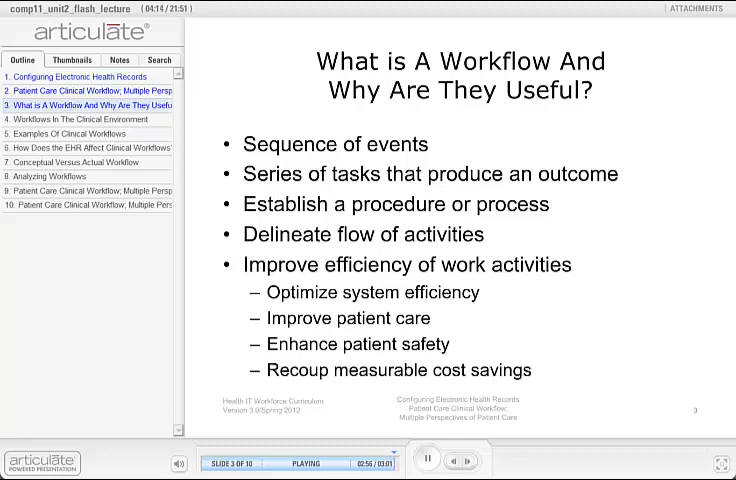 comp11_unit2_flash_lecture (04:14 / 21:51) ATTACHMENTS
articulate®
Outline Thumbnails Notes Search
1. Configuring Electronic Health Records
2. Patient Care Clinical Workflow; Multiple Persp
3. What is A Workflow And Why Are They Usefu
4. Workflows In The Clinical Environment
5. Examples Of Clinical Workflows
6. How Does the EHR Affect Clinical Workflows?
7. Conceptual Versus Actual Workflow
8. Analyzing Workflows
9. Patient Care Clinical Workflow; Multiple Persp
10. Patient Care Clinical Workflow; Multiple Pers
What is A Workflow And
Why Are They Useful?
• Sequence of events
• Series of tasks that produce an outcome
• Establish a procedure or process
• Delineate flow of activities
• Improve efficiency of work activities
– Optimize system efficiency
– Improve patient care
– Enhance patient safety
– Recoup measurable cost savings
Health IT Workforce Curriculum
Version 3.0/Spring 2012
Configuring Electronic Health Records
Patient Care Clinical Workflow;
Multiple Perspectives of Patient Care
3
articulate®
POWERED PRESENTATION
SLIDE 3 OF 10 PLAYING 02:56 / 03:01